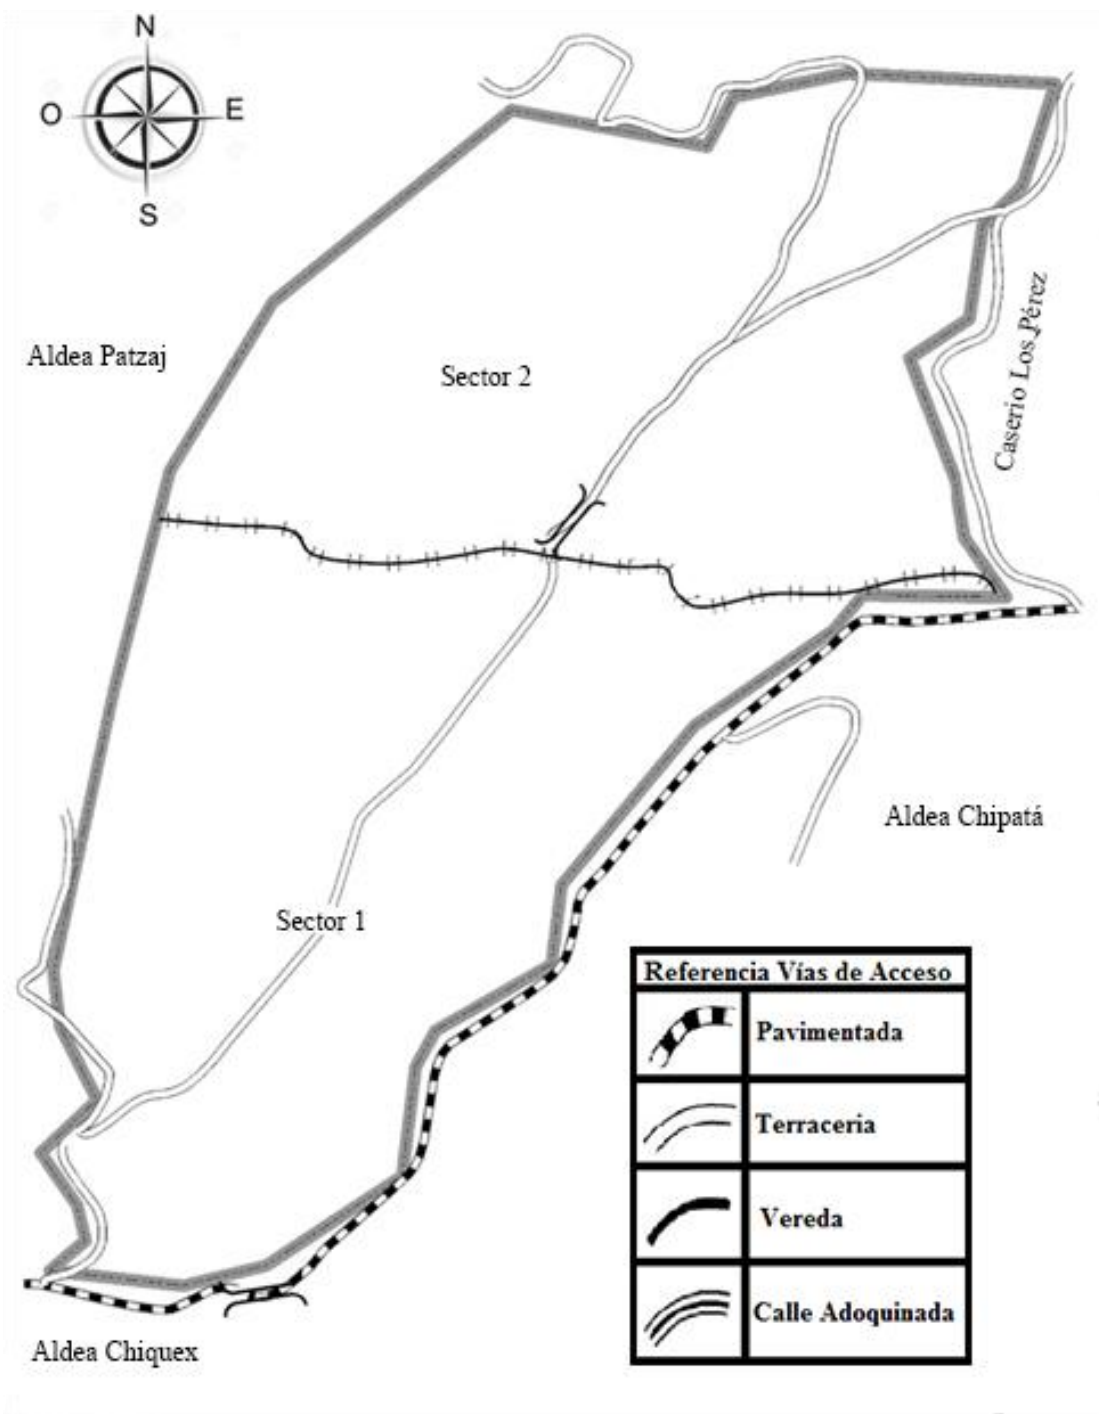 N
O
E
S
Aldea Patzaj
Sector 2
Caserio Los Pérez
Aldea Chipatá
Sector 1
Referencia Vías de Acceso
Pavimentada
Terraceria
Vereda
Calle Adoquinada
Aldea Chiquex